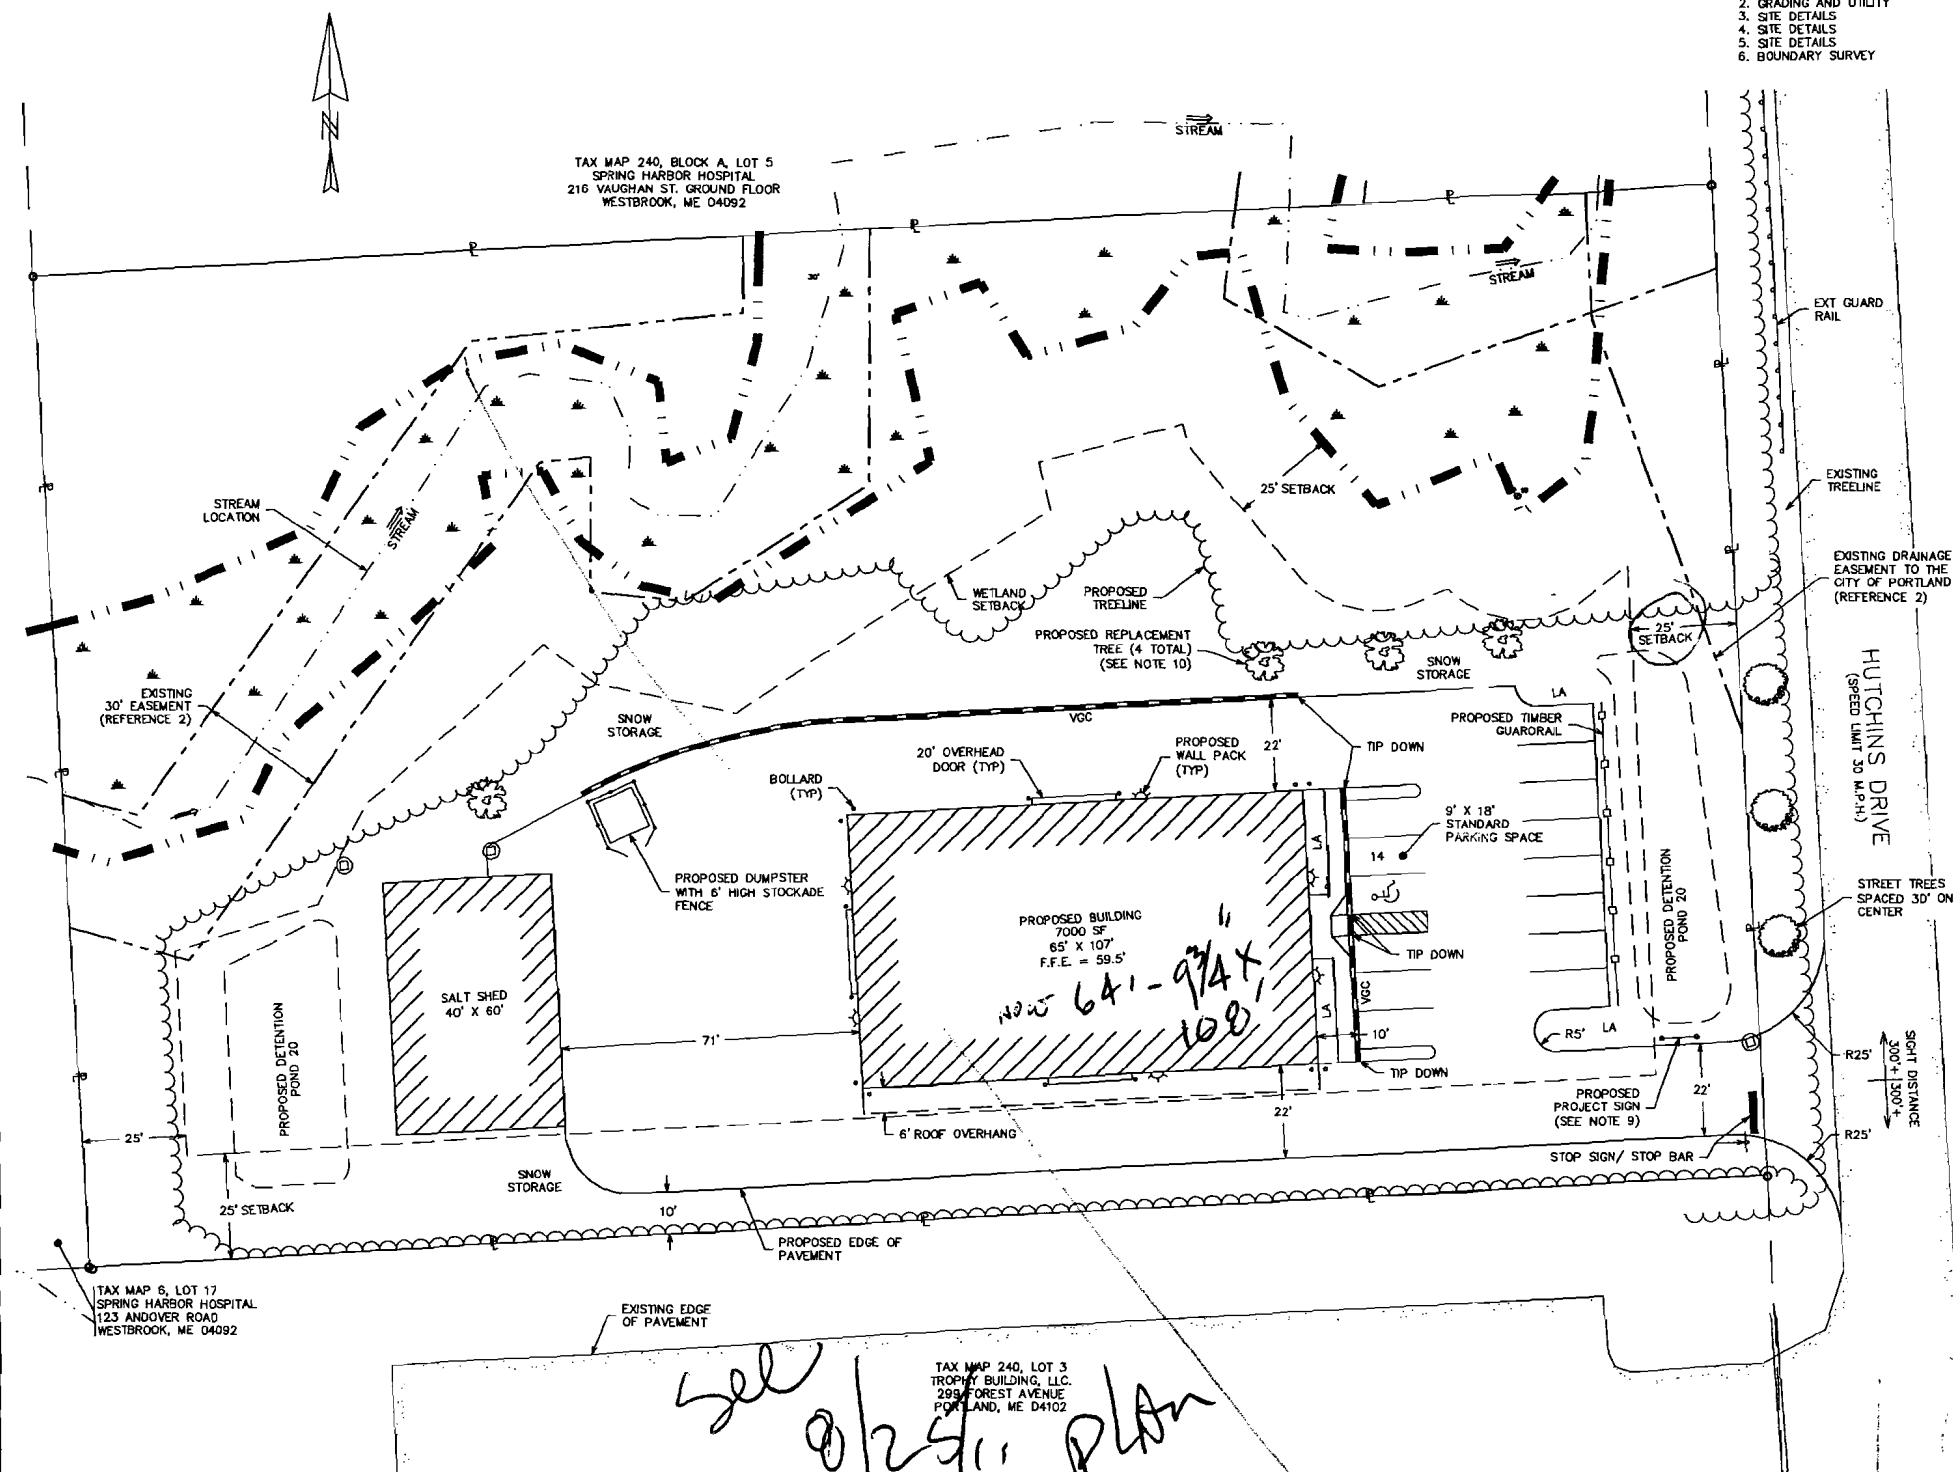 2. GRADING AND UTILITY
3. SITE DETAILS
4. SITE DETAILS
5. SITE DETAILS
6. BOUNDARY SURVEY
N
STREAM
TAX MAP 240, BLOCK A, LOT 5
SPRING HARBOR HOSPITAL
216 VAUGHAN ST. GROUND FLOOR
WESTBROOK, ME 04092
30'
STREAM
EXT GUARD
RAIL
STREAM
LOCATION
STREAM
25' SETBACK
EXISTING
TREELINE
EXISTING DRAINAGE
EASEMENT TO THE
CITY OF PORTLAND
(REFERENCE 2)
WETLAND
SETBACK
PROPOSED
TREELINE
PROPOSED REPLACEMENT
TREE (4 TOTAL)
(SEE NOTE 10)
25'
SETBACK
SNOW
STORAGE
EXISTING
30' EASEMENT
(REFERENCE 2)
SNOW
STORAGE
VGC
LA
PROPOSED TIMBER
GUARDRAIL
HUTCHINS DRIVE
(SPEED LIMIT 30 M.P.H.)
20' OVERHEAD
DOOR (TYP)
PROPOSED
WALL PACK
(TYP)
22'
TIP DOWN
BOLLARD
(TYP)
9' X 18'
STANDARD
PARKING SPACE
14
LA
PROPOSED DUMPSTER
WITH 6' HIGH STOCKADE
FENCE
PROPOSED DETENTION
POND 20
STREET TREES
SPACED 3D' ON
CENTER
PROPOSED BUILDING
7000 SF
65' X 107'
F.F.E. = 59.5'
NOW 64' - 9 3/4" X
108'
TIP DOWN
SALT SHED
40' X 60'
LA
VGC
LA
PROPOSED DETENTION
POND 20
71'
10'
R5'
R25'
SIGHT DISTANCE
300'+ 300'+
TIP DOWN
PROPOSED
PROJECT SIGN
(SEE NOTE 9)
22'
22'
25'
6' ROOF OVERHANG
R25'
STOP SIGN/ STOP BAR
SNOW
STORAGE
25' SETBACK
10'
PROPOSED EDGE OF
PAVEMENT
TAX MAP 6, LOT 17
SPRING HARBOR HOSPITAL
123 ANDOVER ROAD
WESTBROOK, ME 04092
EXISTING EDGE
OF PAVEMENT
TAX MAP 240, LOT 3
TROPHY BUILDING, LLC.
299 FOREST AVENUE
PORTLAND, ME D4102
See
8/25/11 PLAn